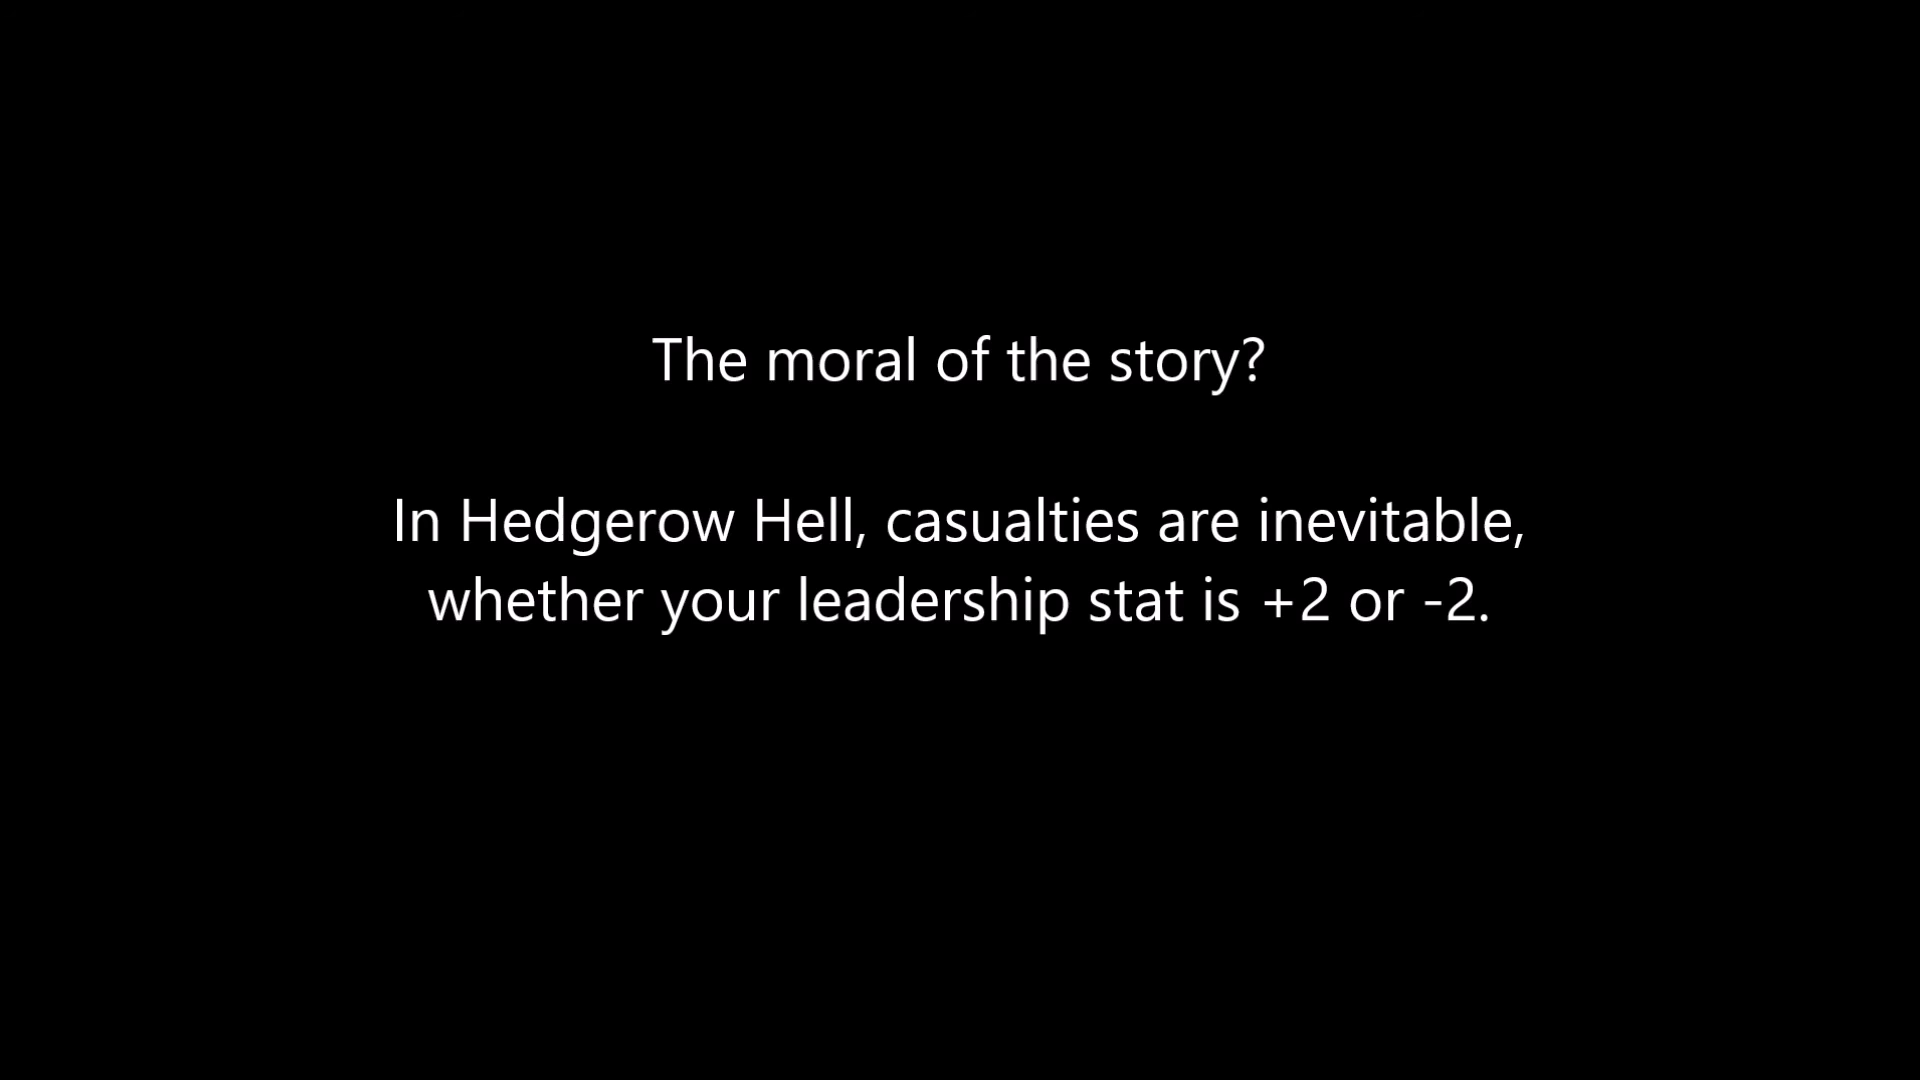 The moral of the story?
In Hedgerow Hell, casualties are inevitable,
whether your leadership stat is +2 or -2.